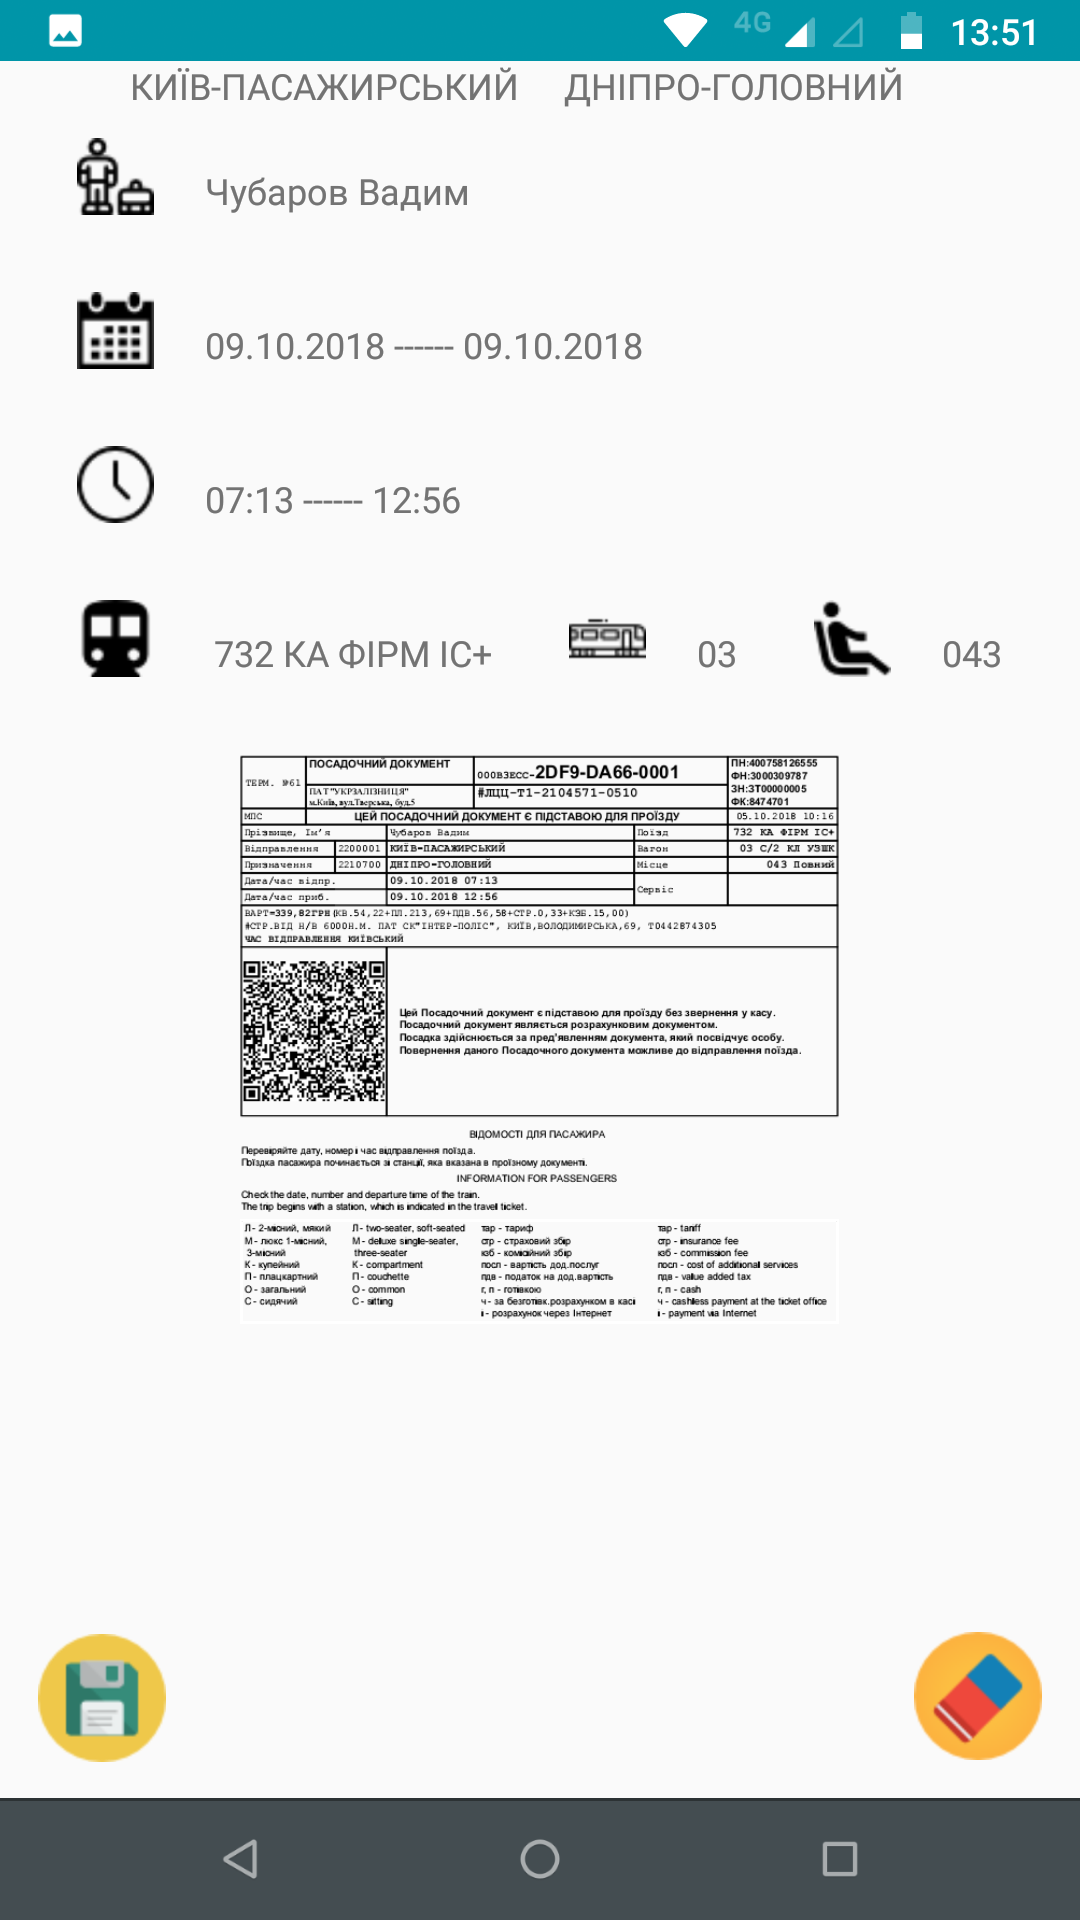 4G 13:51
КИЇВ-ПАСАЖИРСЬКИЙ ДНІПРО-ГОЛОВНИЙ
Чубаров Вадим
09.10.2018 ------ 09.10.2018
07:13 ------ 12:56
732 КА ФІРМ ІС+ 03 043
ТЕРМ. №61
ПОСАДОЧНИЙ ДОКУМЕНТ
ПАТ"УКРЗАЛІЗНИЦЯ"
м.Київ, вул.Тверська, буд.5
000B3ECC-2DF9-DA66-0001
#ЛЦЦ-Т1-2104571-0510
ПН:400758126555
ФН:3000309787
ЗН:ЗТ00000005
ФК:8474701
МПС ЦЕЙ ПОСАДОЧНИЙ ДОКУМЕНТ Є ПІДСТАВОЮ ДЛЯ ПРОЇЗДУ 05.10.2018 10:16
Прізвище, Ім'я Чубаров Вадим Поїзд 732 КА ФІРМ ІС+
Відправлення 2200001 КИЇВ-ПАСАЖИРСЬКИЙ Вагон 03 С/2 КЛ УЗШК
Призначення 2210700 ДНІПРО-ГОЛОВНИЙ Місце 043 Повний
Дата/час відпр. 09.10.2018 07:13 Сервіс
Дата/час приб. 09.10.2018 12:56
ВАРТ=339,82ГРН(КВ.54,22+ПЛ.213,69+ПДВ.56,58+СТР.0,33+КЗБ.15,00)
#СТР.ВІД Н/В 6000Н.М. ПАТ СК"ІНТЕР-ПОЛІС", КИЇВ,ВОЛОДИМИРСЬКА,69, Т0442874305
ЧАС ВІДПРАВЛЕННЯ КИЇВСЬКИЙ
Цей Посадочний документ є підставою для проїзду без звернення у касу.
Посадочний документ являється розрахунковим документом.
Посадка здійснюється за пред'явленням документа, який посвідчує особу.
Повернення даного Посадочного документа можливе до відправлення поїзда.
ВІДОМОСТІ ДЛЯ ПАСАЖИРА
Перевіряйте дату, номер і час відправлення поїзда.
Поїздка пасажира починається зі станції, яка вказана в проїзному документі.
INFORMATION FOR PASSENGERS
Check the date, number and departure time of the train.
The trip begins with a station, which is indicated in the travel ticket.
Л - 2-місний, мякий Л - two-seater, soft-seated тар - тариф тар - tariff
М - люкс 1-місний, М - deluxe single-seater, стр - страховий збір стр - insurance fee
3-місний three-seater кзб - комісійний збір кзб - commission fee
К - купейний К - compartment посл - вартість дод.послуг посл - cost of additional services
П - плацкартний П - couchette пдв - податок на дод.вартість пдв - value added tax
О - загальний О - common г, п - готівкою г, п - cash
С - сидячий С - sitting ч - за безготівк.розрахунком в касі ч - cashless payment at the ticket office
і - розрахунок через Інтернет і - payment via Internet